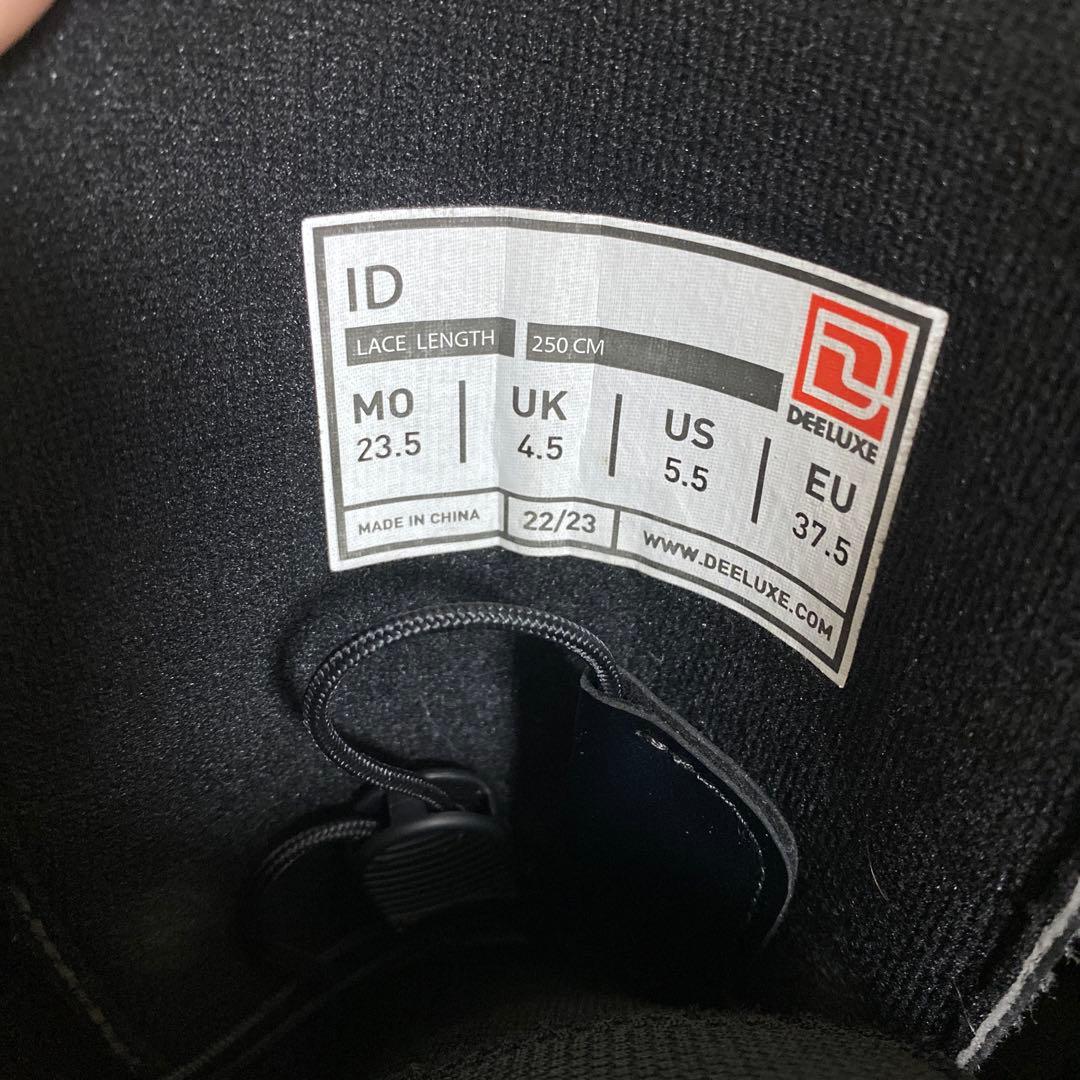 ID
LACE LENGTH 250 CM
MO UK US EU
23.5 4.5 5.5 37.5
MADE IN CHINA 22/23 WWW.DEELUXE.COM
DEELUXE